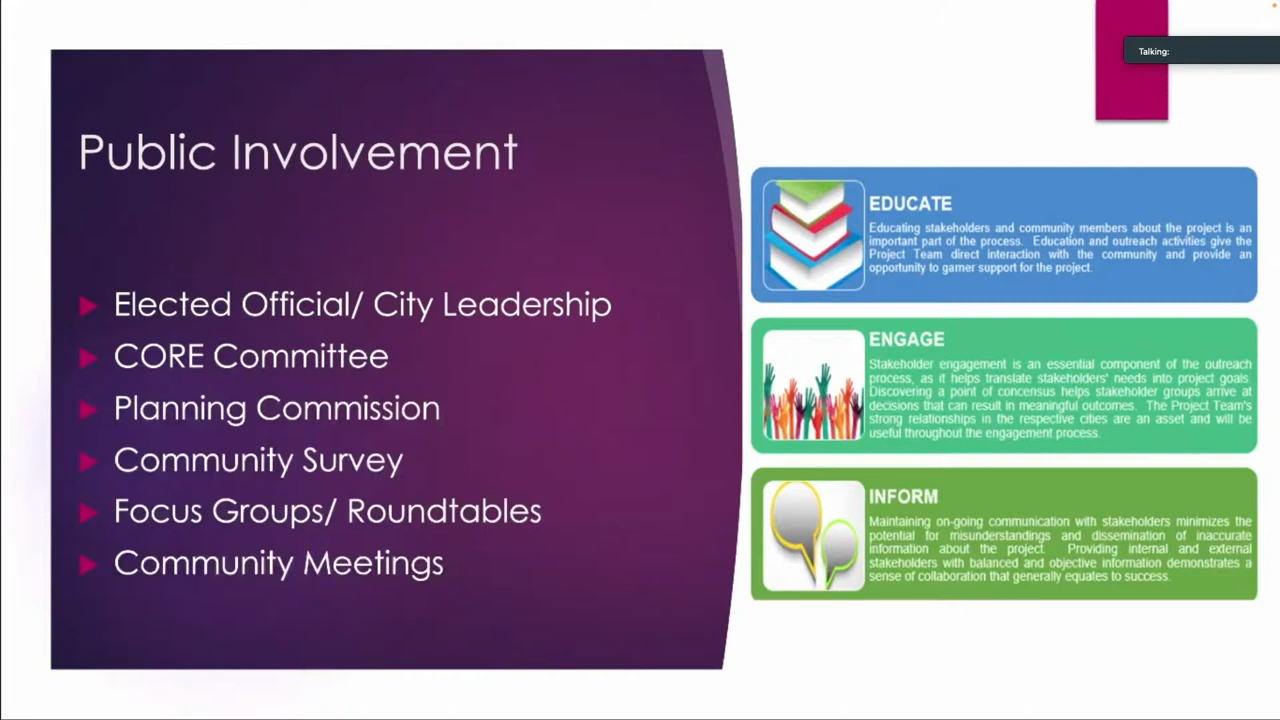 Talking:
Public Involvement
Elected Official/ City Leadership
CORE Committee
Planning Commission
Community Survey
Focus Groups/ Roundtables
Community Meetings
EDUCATE
Educating stakeholders and community members about the project is an
important part of the process. Education and outreach activities give the
Project Team direct interaction with the community and provide an
opportunity to garner support for the project.
ENGAGE
Stakeholder engagement is an essential component of the outreach
process, as it helps translate stakeholders' needs into project goals.
Discovering a point of concensus helps stakeholder groups arrive at
decisions that can result in meaningful outcomes. The Project Team's
strong relationships in the respective cities are an asset and will be
useful throughout the engagement process.
INFORM
Maintaining on-going communication with stakeholders minimizes the
potential for misunderstandings and dissemination of inaccurate
information about the project. Providing internal and external
stakeholders with balanced and objective information demonstrates a
sense of collaboration that generally equates to success.